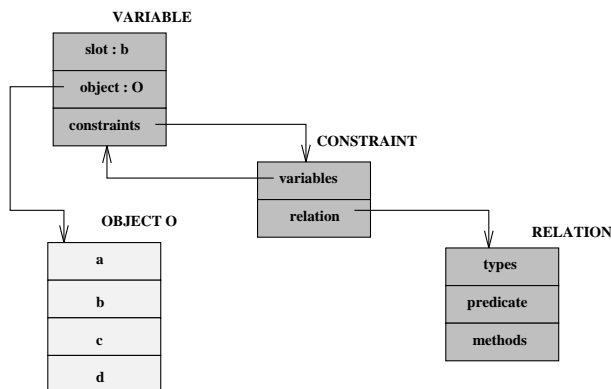 VARIABLE
slot : b
object : O
constraints
CONSTRAINT
variables
relation
OBJECT O
a
b
c
d
RELATION
types
predicate
methods